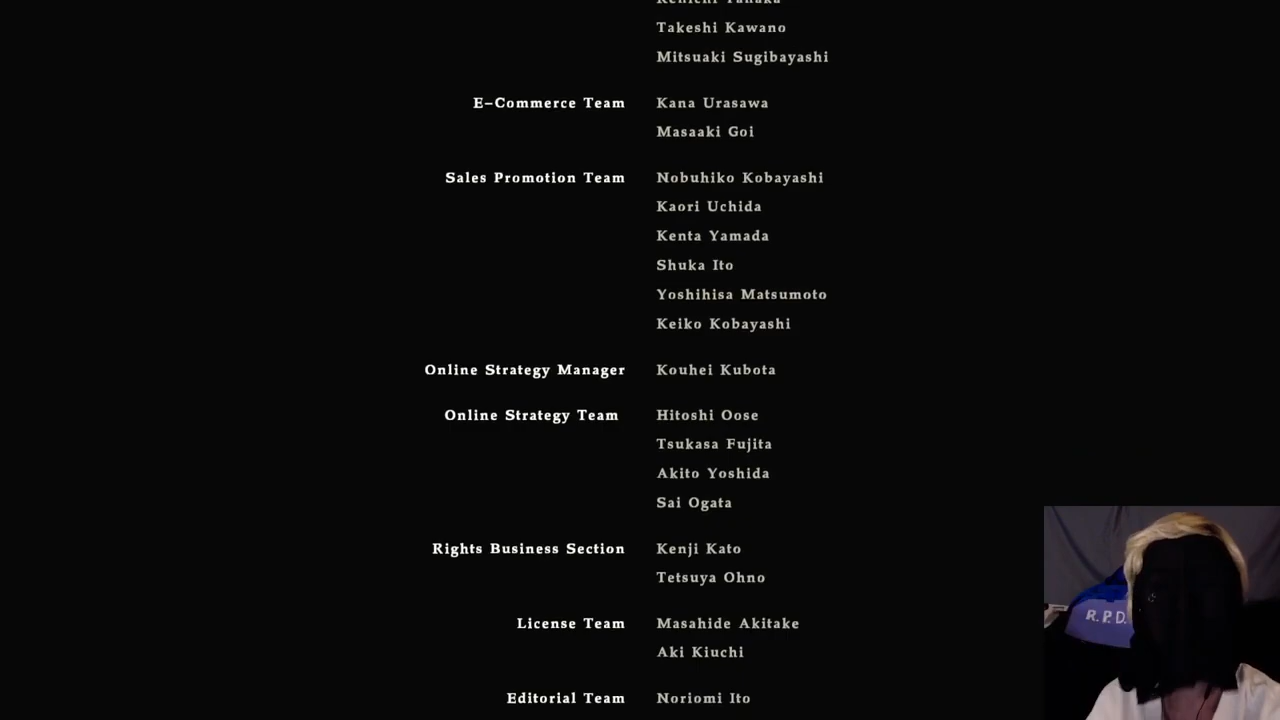 Kenichi Tanaka
Takeshi Kawano
Mitsuaki Sugibayashi
E-Commerce Team Kana Urasawa
Masaaki Goi
Sales Promotion Team Nobuhiko Kobayashi
Kaori Uchida
Kenta Yamada
Shuka Ito
Yoshihisa Matsumoto
Keiko Kobayashi
Online Strategy Manager Kouhei Kubota
Online Strategy Team Hitoshi Oose
Tsukasa Fujita
Akito Yoshida
Sai Ogata
Rights Business Section Kenji Kato
Tetsuya Ohno
License Team Masahide Akitake
Aki Kiuchi
Editorial Team Noriomi Ito
R.P.D.